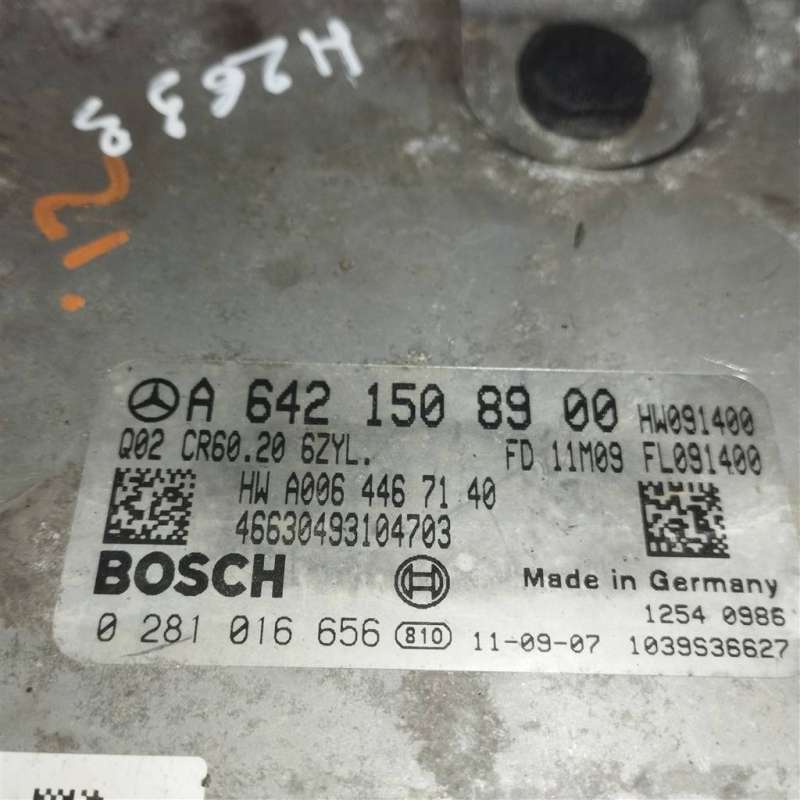 H2633
A 642 150 89 00 HW091400
Q02 CR60.20 6ZYL. FD 11M09 FL091400
HW A006 446 71 40
46630493104703
BOSCH
Made in Germany
1254 0986
0 281 016 656 810 11-09-07 1039S36627